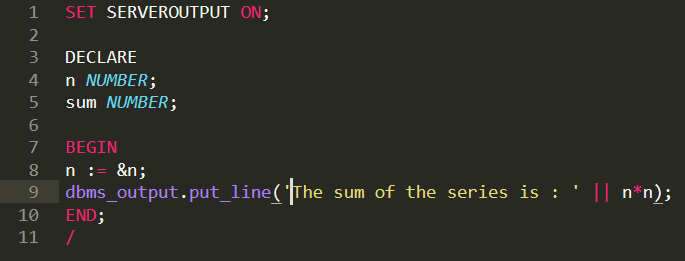 1 SET SERVEROUTPUT ON;
2
3 DECLARE
4 n NUMBER;
5 sum NUMBER;
6
7 BEGIN
8 n := &n;
9 dbms_output.put_line('The sum of the series is : ' || n*n);
10 END;
11 /